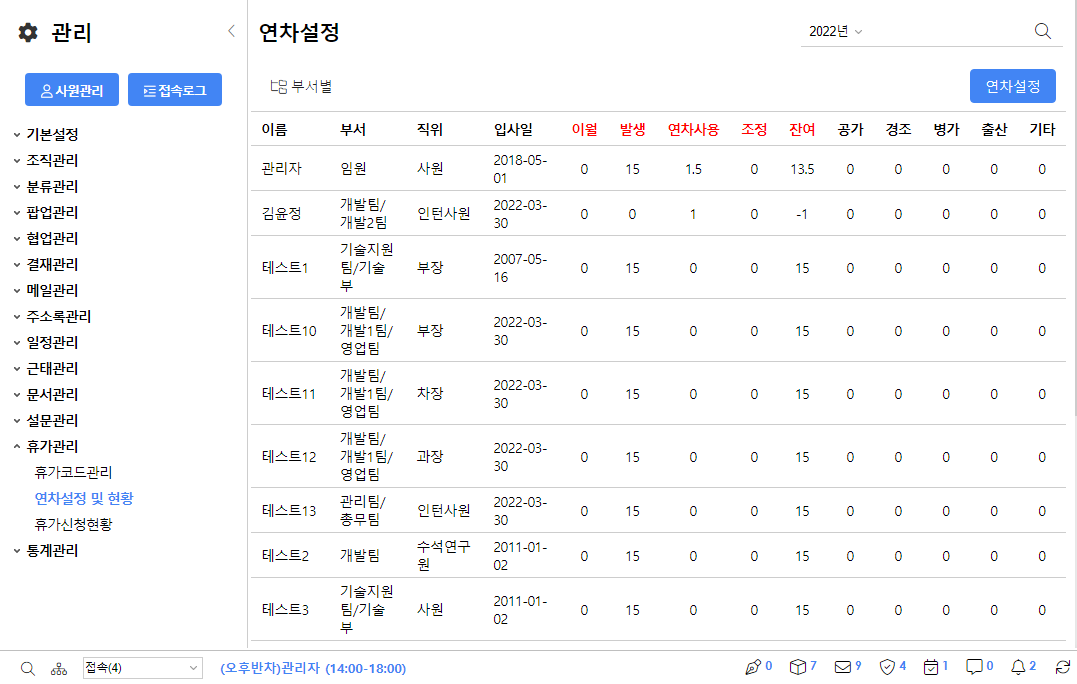 관리
사원관리 접속로그
기본설정
조직관리
분류관리
팝업관리
협업관리
결재관리
메일관리
주소록관리
일정관리
근태관리
문서관리
설문관리
휴가관리
휴가코드관리
연차설정 및 현황
휴가신청현황
통계관리
연차설정
2022년
부서별
연차설정
이름 부서 직위 입사일 이월 발생 연차사용 조정 잔여 공가 경조 병가 출산 기타
관리자 임원 사원 2018-05-01 0 15 1.5 0 13.5 0 0 0 0 0
김윤정 개발팀/개발2팀 인턴사원 2022-03-30 0 0 1 0 -1 0 0 0 0 0
테스트1 기술지원팀/기술부 부장 2007-05-16 0 15 0 0 15 0 0 0 0 0
테스트10 개발팀/개발1팀/영업팀 부장 2022-03-30 0 15 0 0 15 0 0 0 0 0
테스트11 개발팀/개발1팀/영업팀 차장 2022-03-30 0 15 0 0 15 0 0 0 0 0
테스트12 개발팀/개발1팀/영업팀 과장 2022-03-30 0 15 0 0 15 0 0 0 0 0
테스트13 관리팀/총무팀 인턴사원 2022-03-30 0 15 0 0 15 0 0 0 0 0
테스트2 개발팀 수석연구원 2011-01-02 0 15 0 0 15 0 0 0 0 0
테스트3 기술지원팀/기술부 사원 2011-01-02 0 15 0 0 15 0 0 0 0 0
접속(4) (오후반차)관리자 (14:00-18:00) 0 7 9 4 1 0 2